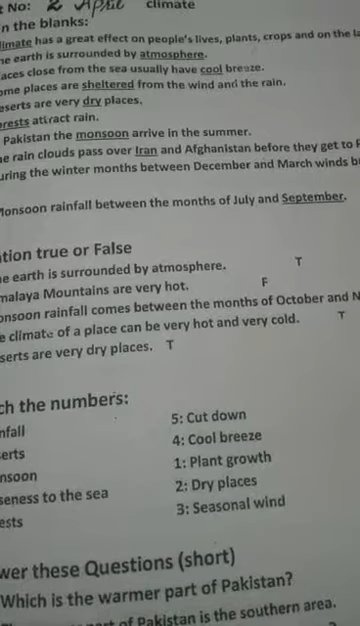 No: 2 April climate
n the blanks:
limate has a great effect on people's lives, plants, crops and on the la
he earth is surrounded by atmosphere.
aces close from the sea usually have cool breeze.
ome places are sheltered from the wind and the rain.
eserts are very dry places.
orests attract rain.
Pakistan the monsoon arrive in the summer.
he rain clouds pass over Iran and Afghanistan before they get to P
uring the winter months between December and March winds b
Monsoon rainfall between the months of July and September.
tion true or False
he earth is surrounded by atmosphere. T
malaya Mountains are very hot. F
onsoon rainfall comes between the months of October and N
e climate of a place can be very hot and very cold. T
serts are very dry places. T
ch the numbers:
nfall 5: Cut down
erts 4: Cool breeze
nsoon 1: Plant growth
seness to the sea 2: Dry places
ests 3: Seasonal wind
wer these Questions (short)
Which is the warmer part of Pakistan?
part of Pakistan is the southern area.